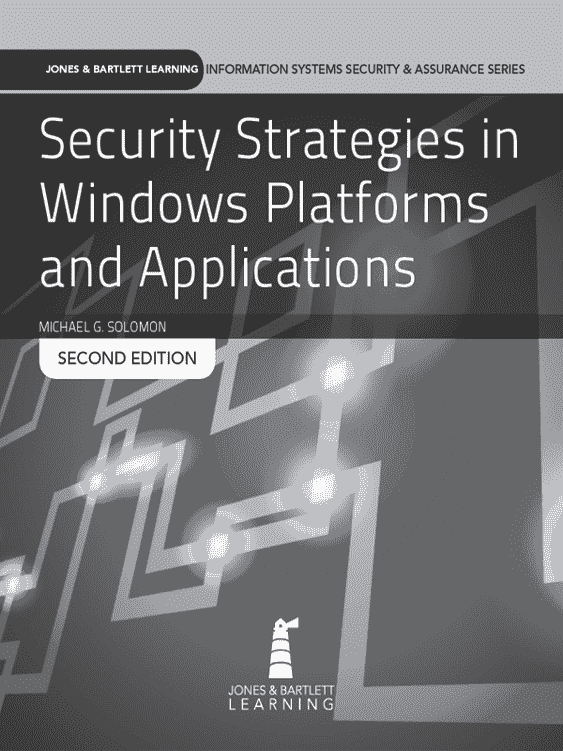 JONES & BARTLETT LEARNING INFORMATION SYSTEMS SECURITY & ASSURANCE SERIES
Security Strategies in
Windows Platforms
and Applications
MICHAEL G. SOLOMON
SECOND EDITION
JONES & BARTLETT
LEARNING